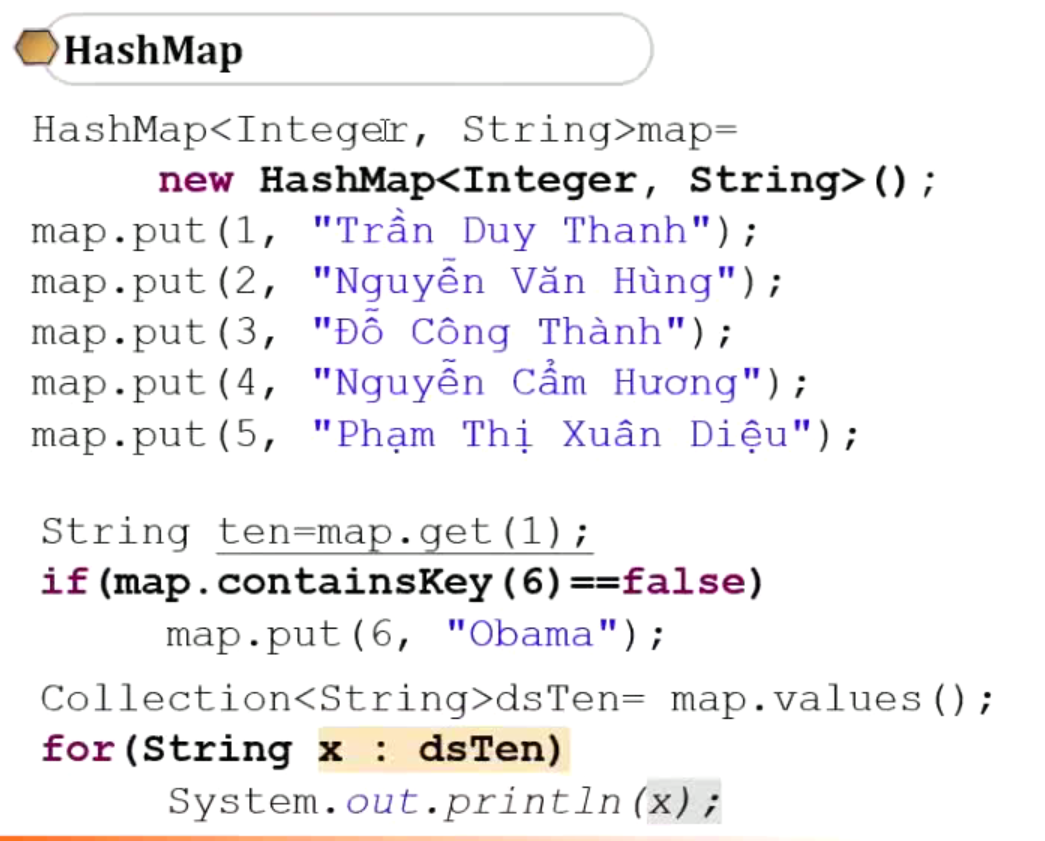 HashMap
HashMap<Integer, String>map=
new HashMap<Integer, String>();
map.put(1, "Trần Duy Thanh");
map.put(2, "Nguyễn Văn Hùng");
map.put(3, "Đỗ Công Thành");
map.put(4, "Nguyễn Cẩm Hương");
map.put(5, "Phạm Thị Xuân Diệu");
String ten=map.get(1);
if(map.containsKey(6)==false)
map.put(6, "Obama");
Collection<String>dsTen= map.values();
for(String x : dsTen)
System.out.println(x);